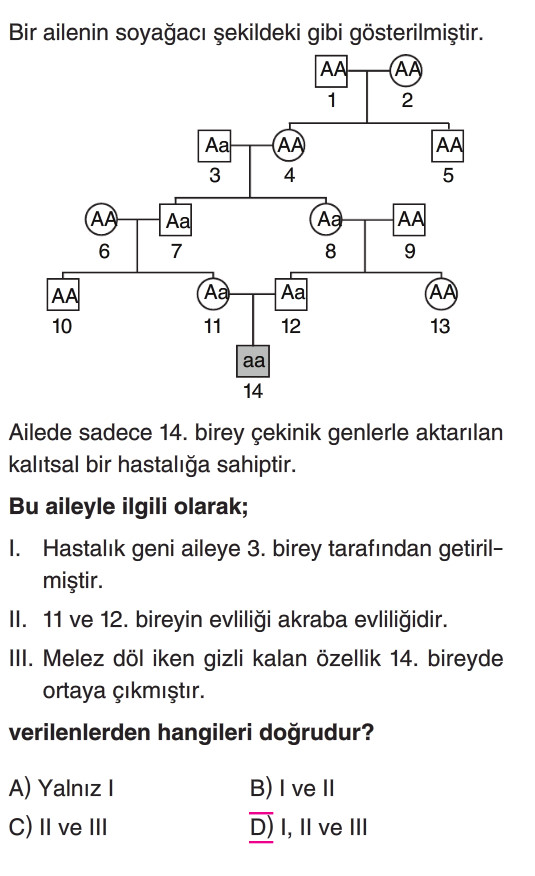 Bir ailenin soyağacı şekildeki gibi gösterilmiştir.
AA AA
1 2
Aa AA AA
3 4 5
AA Aa Aa AA
6 7 8 9
AA Aa Aa AA
10 11 12 13
aa
14
Ailede sadece 14. birey çekinik genlerle aktarılan
kalıtsal bir hastalığa sahiptir.
Bu aileyle ilgili olarak;
I. Hastalık geni aileye 3. birey tarafından getiril-
miştir.
II. 11 ve 12. bireyin evliliği akraba evliliğidir.
III. Melez döl iken gizli kalan özellik 14. bireyde
ortaya çıkmıştır.
verilenlerden hangileri doğrudur?
A) Yalnız I B) I ve II
C) II ve III D) I, II ve III